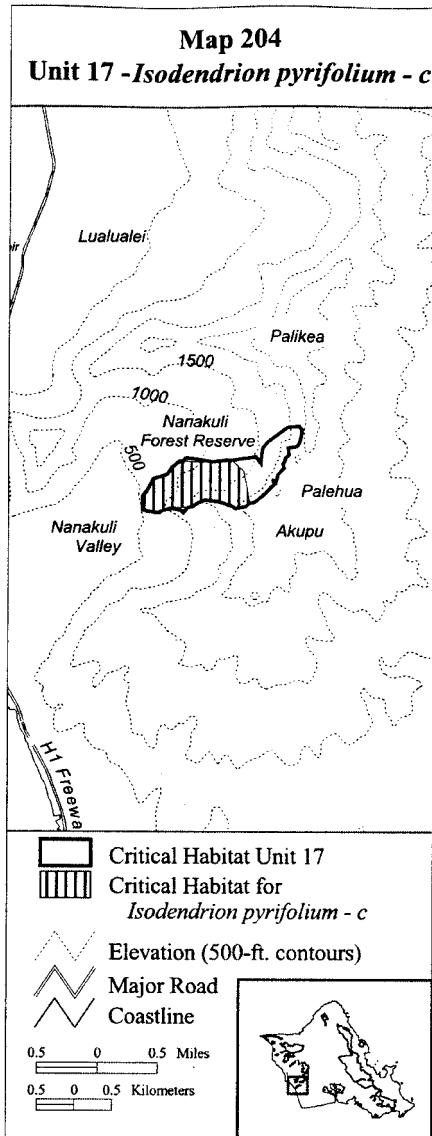 Map 204
Unit 17 - Isodendrion pyrifolium - c
Lualualei
ir
Palikea
1500
1000
Nanakuli
Forest Reserve
500
Palehua
Nanakuli
Valley
Akupu
H1 Freewa
Critical Habitat Unit 17
Critical Habitat for
Isodendrion pyrifolium - c
Elevation (500-ft. contours)
Major Road
Coastline
0.5 0 0.5 Miles
0.5 0 0.5 Kilometers